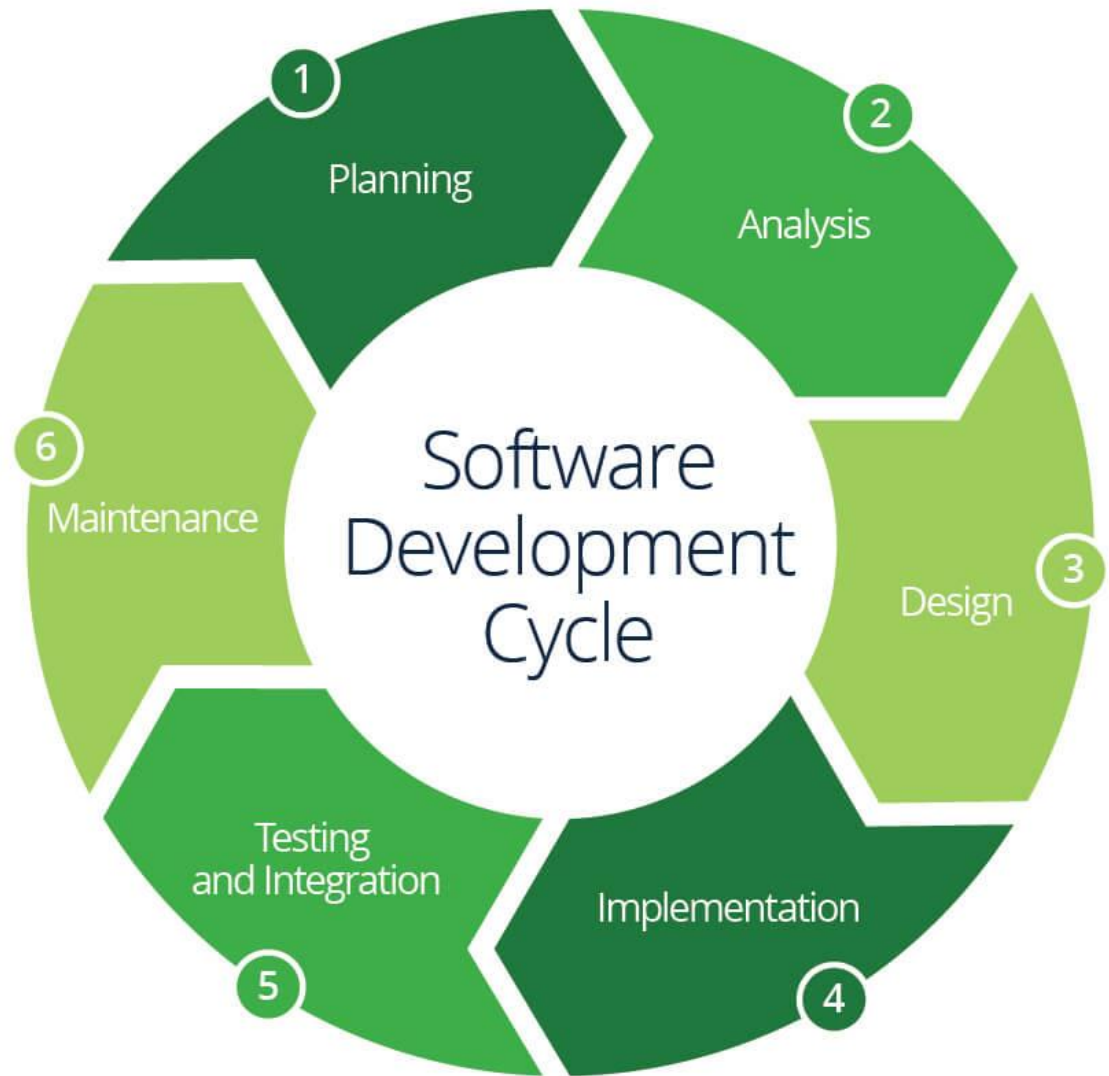 1
Planning
2
Analysis
3
Design
4
Implementation
5
Testing
and Integration
6
Maintenance
Software
Development
Cycle